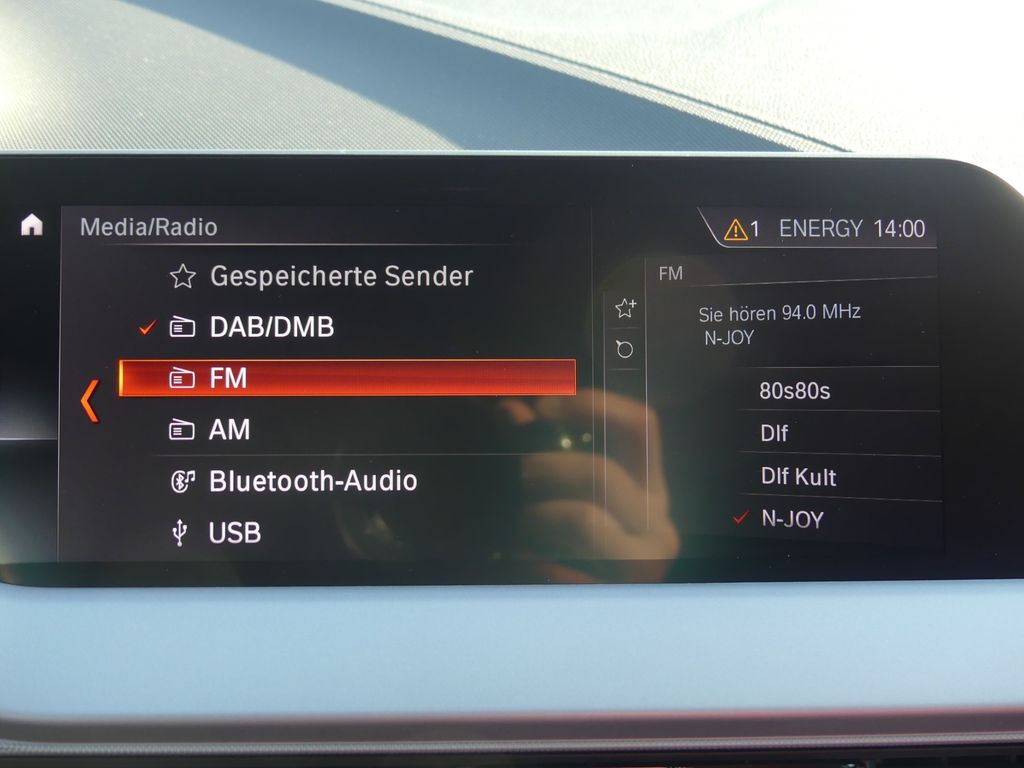 Media/Radio
Gespeicherte Sender
DAB/DMB
FM
AM
Bluetooth-Audio
USB
1 ENERGY 14:00
FM
Sie hören 94.0 MHz
N-JOY
80s80s
Dlf
Dlf Kult
N-JOY